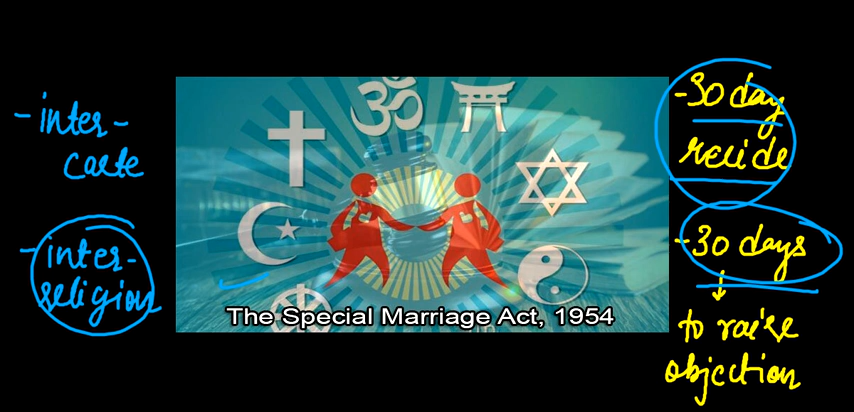 - inter-
caste
- inter-
religion
The Special Marriage Act, 1954
- 30 day
reside
- 30 days
↓
to raise
objection